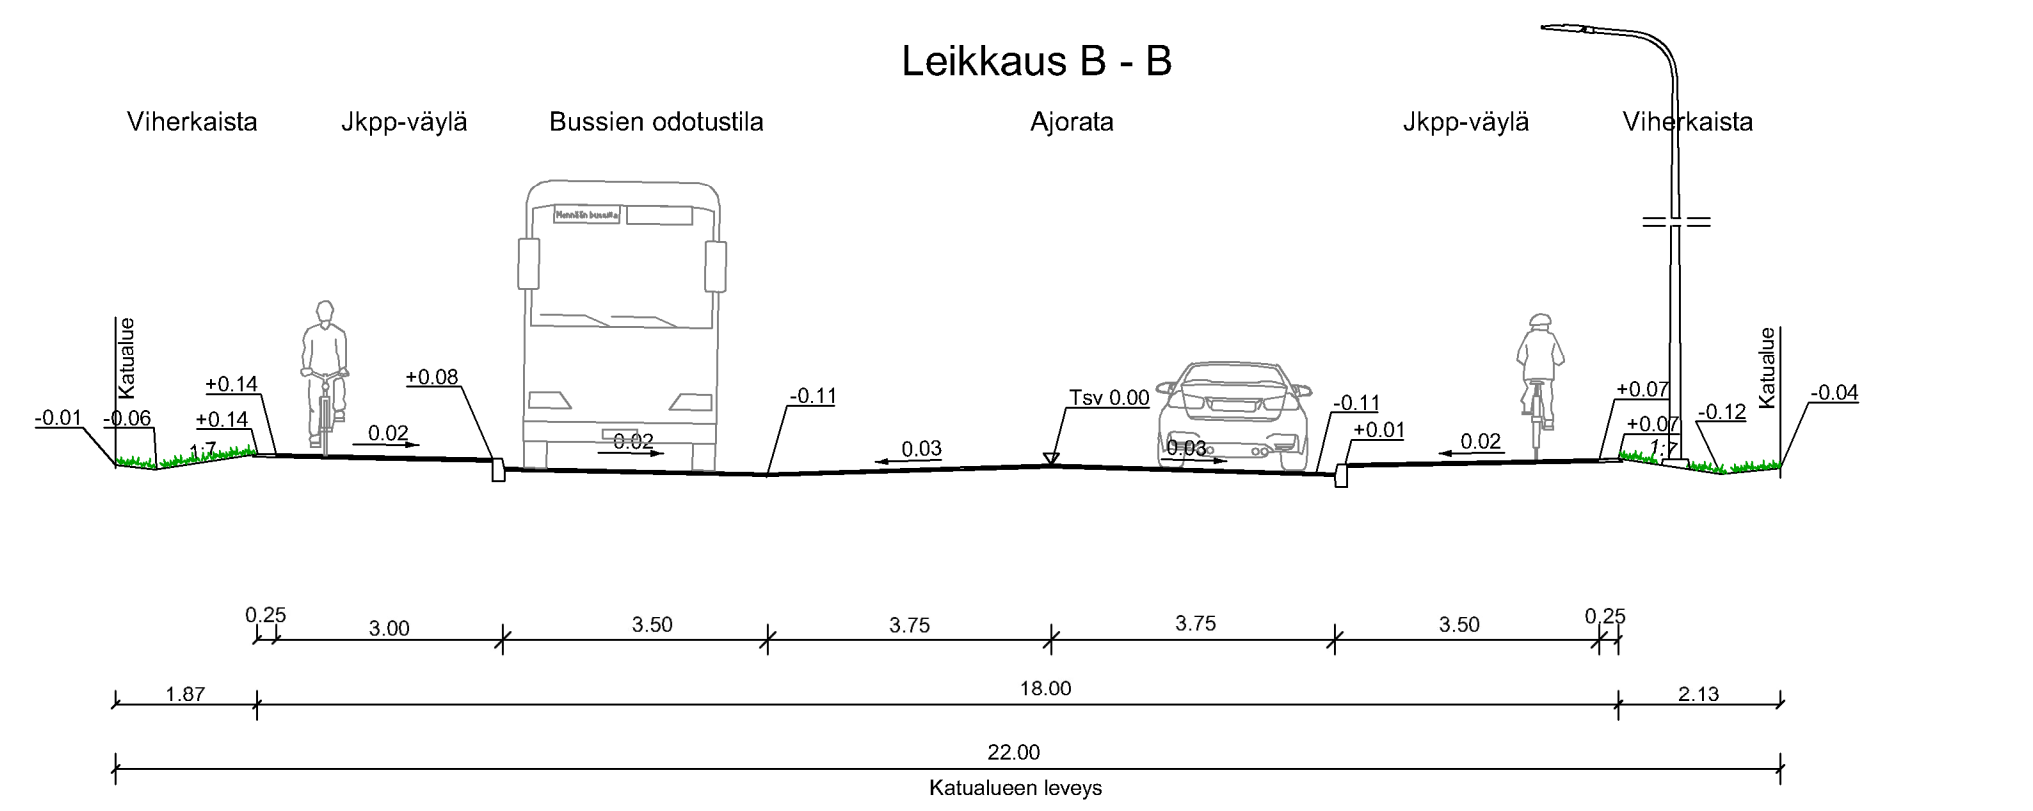 Leikkaus B - B
Viherkaista
Jkpp-väylä
Bussien odotustila
Ajorata
Jkpp-väylä
Viherkaista
Mennään bussilla
Katualue
Katualue
-0.01
-0.06
+0.14
+0.14
1:7
0.02
+0.08
0.02
-0.11
0.03
Tsv 0.00
0.03
-0.11
+0.01
0.02
+0.07
+0.07
1:7
-0.12
-0.04
0.25
3.00
3.50
3.75
3.75
3.50
0.25
1.87
18.00
2.13
22.00
Katualueen leveys